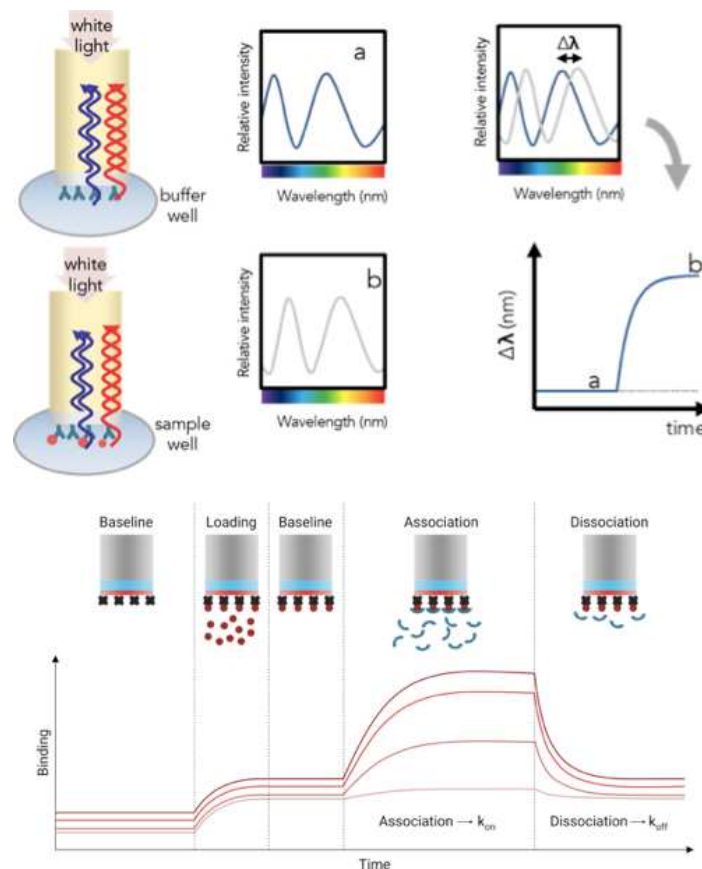 white
light
buffer
well
Relative intensity
a
Wavelength (nm)
Δλ
Relative intensity
Wavelength (nm)
white
light
sample
well
Relative intensity
b
Wavelength (nm)
Δλ (nm)
a
b
time
Baseline
Loading
Baseline
Association
Dissociation
Binding
Association → kon
Dissociation → koff
Time